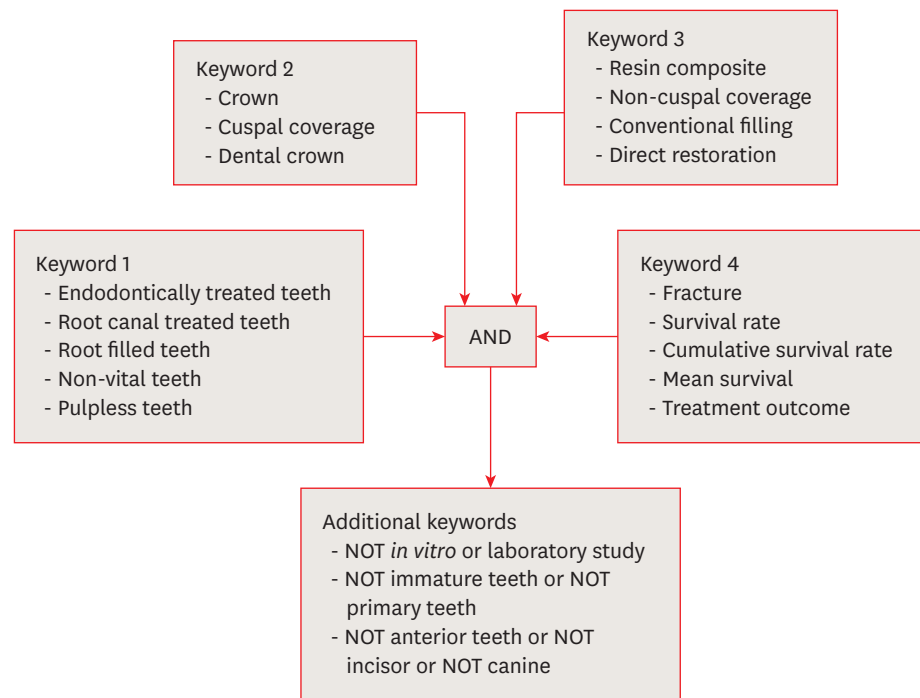 Keyword 2
- Crown
- Cuspal coverage
- Dental crown
Keyword 3
- Resin composite
- Non-cuspal coverage
- Conventional filling
- Direct restoration
Keyword 1
- Endodontically treated teeth
- Root canal treated teeth
- Root filled teeth
- Non-vital teeth
- Pulpless teeth
AND
Keyword 4
- Fracture
- Survival rate
- Cumulative survival rate
- Mean survival
- Treatment outcome
Additional keywords
- NOT in vitro or laboratory study
- NOT immature teeth or NOT
primary teeth
- NOT anterior teeth or NOT
incisor or NOT canine